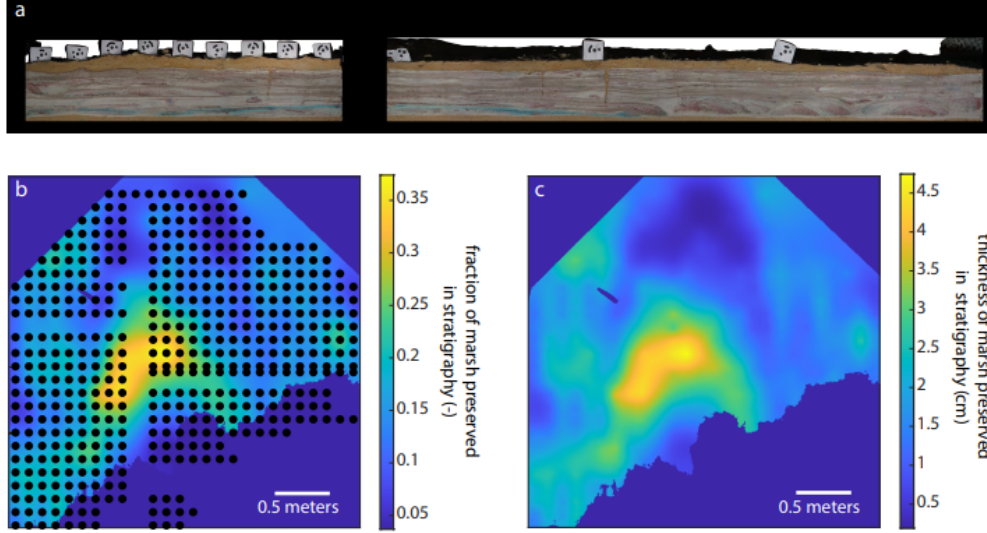 a
b
0.35
0.3
0.25
0.2
0.15
0.1
0.05
fraction of marsh preserved
in stratigraphy (-)
0.5 meters
c
4.5
4
3.5
3
2.5
2
1.5
1
0.5
thickness of marsh preserved
in stratigraphy (cm)
0.5 meters